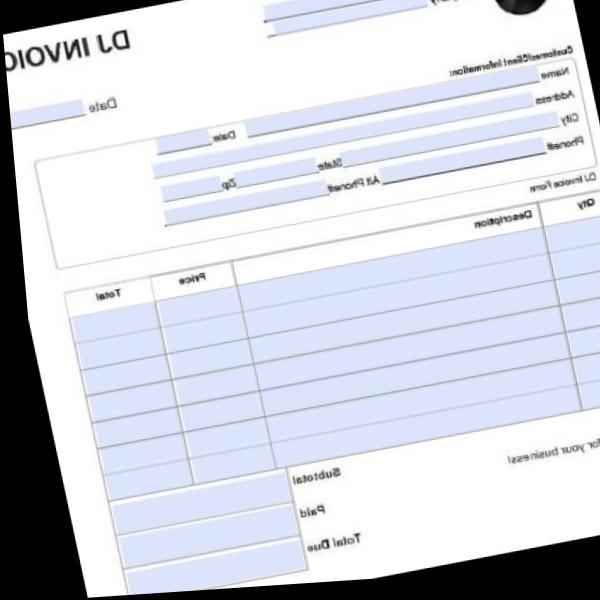 DJ INVOIC
Date
Customer/Client Information:
Name Date
Address
City State Zip
Phone# Alt Phone#
DJ Invoice Form
Qty Description Price Total
for your business!
Subtotal
Paid
Total Due